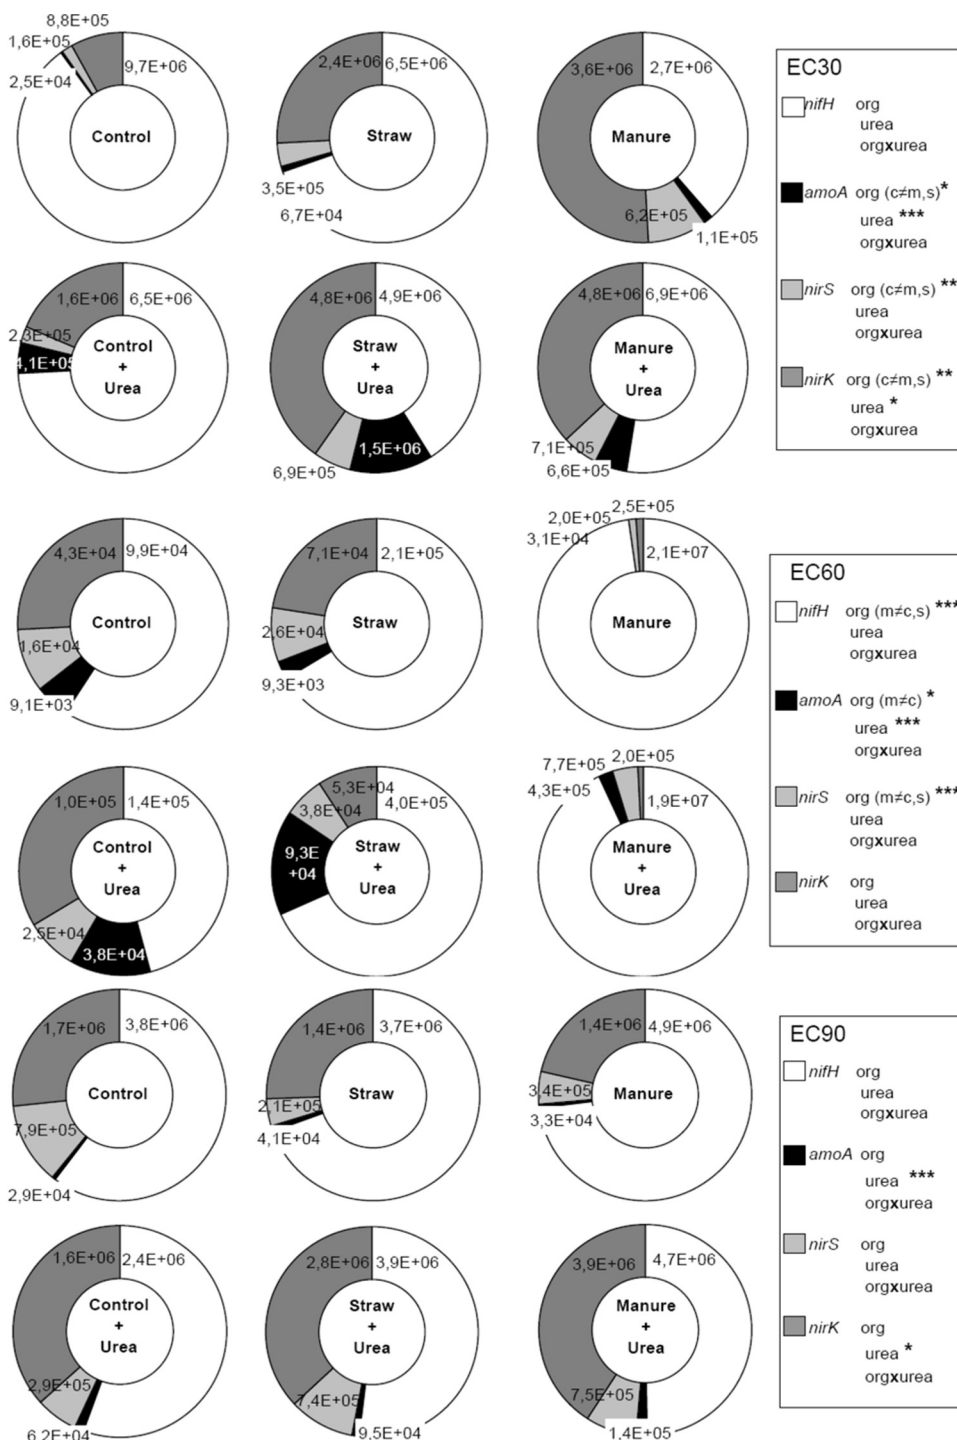 8,8E+05
1,6E+05
2,5E+04
9,7E+06
Control
2,4E+06 6,5E+06
Straw
3,5E+05
6,7E+04
3,6E+06 2,7E+06
Manure
6,2E+05
1,1E+05
EC30
nifH org
urea
orgxurea
amoA org (c≠m,s)*
urea ***
orgxurea
nirS org (c≠m,s) **
urea
orgxurea
nirK org (c≠m,s) **
urea *
orgxurea
1,6E+06 6,5E+06
2,3E+05
4,1E+05
Control
+
Urea
4,8E+06 4,9E+06
Straw
+
Urea
6,9E+05
1,5E+06
4,8E+06 6,9E+06
Manure
+
Urea
7,1E+05
6,6E+05
4,3E+04 9,9E+04
Control
1,6E+04
9,1E+03
7,1E+04 2,1E+05
Straw
2,6E+04
9,3E+03
2,5E+05
2,0E+05
3,1E+04
2,1E+07
Manure
EC60
nifH org (m≠c,s) ***
urea
orgxurea
amoA org (m≠c) *
urea ***
orgxurea
nirS org (m≠c,s) ***
urea
orgxurea
nirK org
urea
orgxurea
1,0E+05 1,4E+05
Control
+
Urea
2,5E+04
3,8E+04
5,3E+04
3,8E+04
4,0E+05
9,3E
+04
Straw
+
Urea
7,7E+05 2,0E+05
4,3E+05
1,9E+07
Manure
+
Urea
1,7E+06 3,8E+06
Control
7,9E+05
2,9E+04
1,4E+06 3,7E+06
Straw
2,1E+05
4,1E+04
1,4E+06 4,9E+06
Manure
3,4E+05
3,3E+04
EC90
nifH org
urea
orgxurea
amoA org
urea ***
orgxurea
nirS org
urea
orgxurea
nirK org
urea *
orgxurea
1,6E+06 2,4E+06
Control
+
Urea
2,9E+05
6,2E+04
2,8E+06 3,9E+06
Straw
+
Urea
7,4E+05
9,5E+04
3,9E+06 4,7E+06
Manure
+
Urea
7,5E+05
1,4E+05